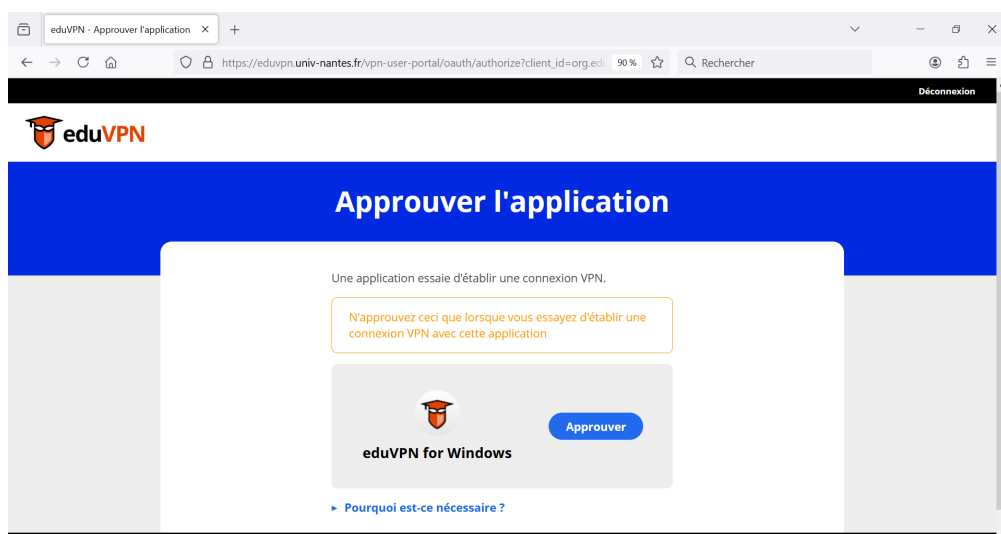 eduVPN - Approuver l'application
https://eduvpn.univ-nantes.fr/vpn-user-portal/oauth/authorize?client_id=org.ed
90 %
Rechercher
Déconnexion
eduVPN
Approuver l'application
Une application essaie d'établir une connexion VPN.
N'approuvez ceci que lorsque vous essayez d'établir une
connexion VPN avec cette application
Approuver
eduVPN for Windows
Pourquoi est-ce nécessaire ?